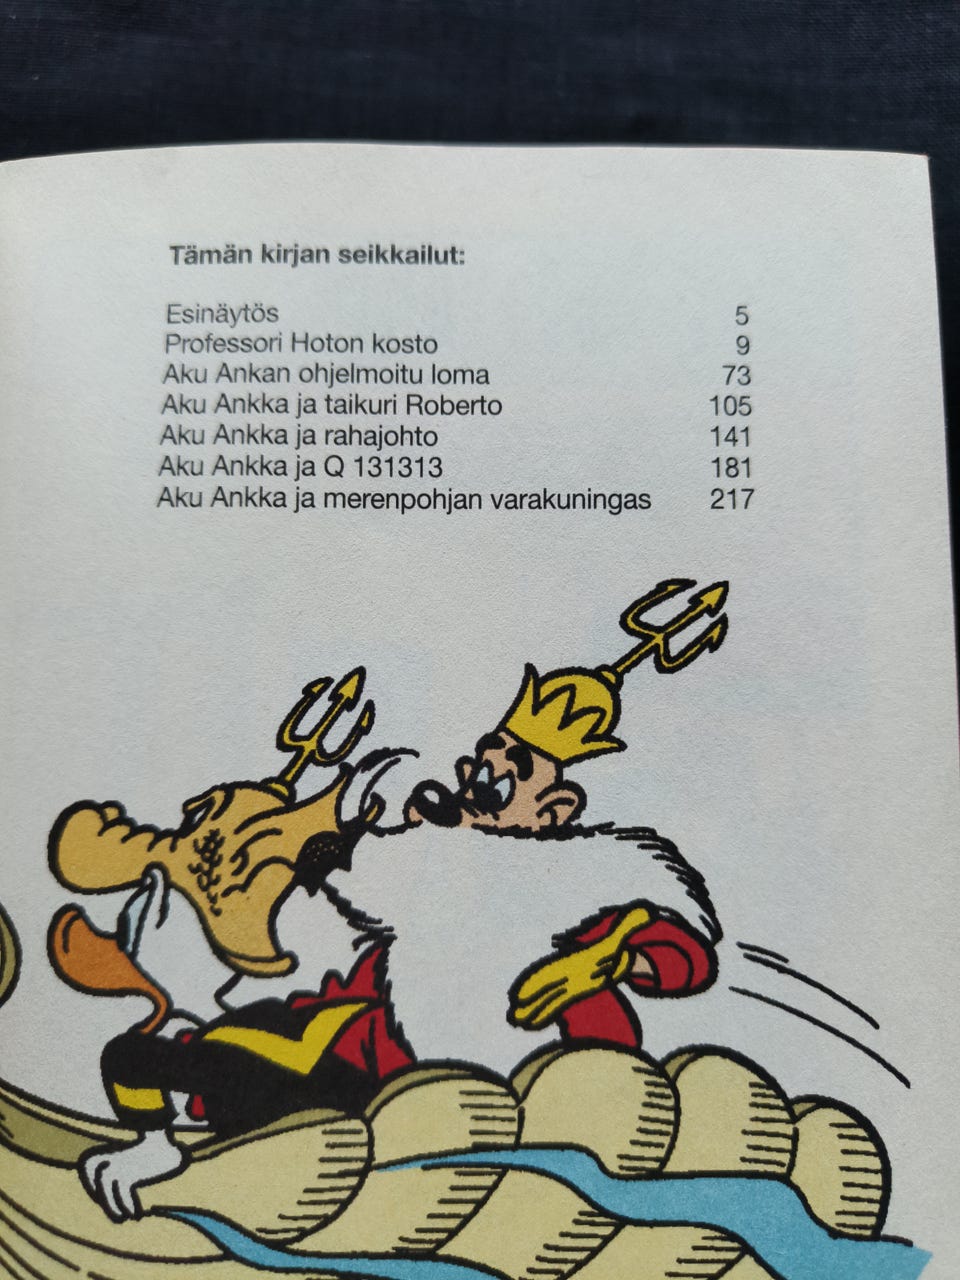 Tämän kirjan seikkailut:
Esinäytös 5
Professori Hoton kosto 9
Aku Ankan ohjelmoitu loma 73
Aku Ankka ja taikuri Roberto 105
Aku Ankka ja rahajohto 141
Aku Ankka ja Q 131313 181
Aku Ankka ja merenpohjan varakuningas 217